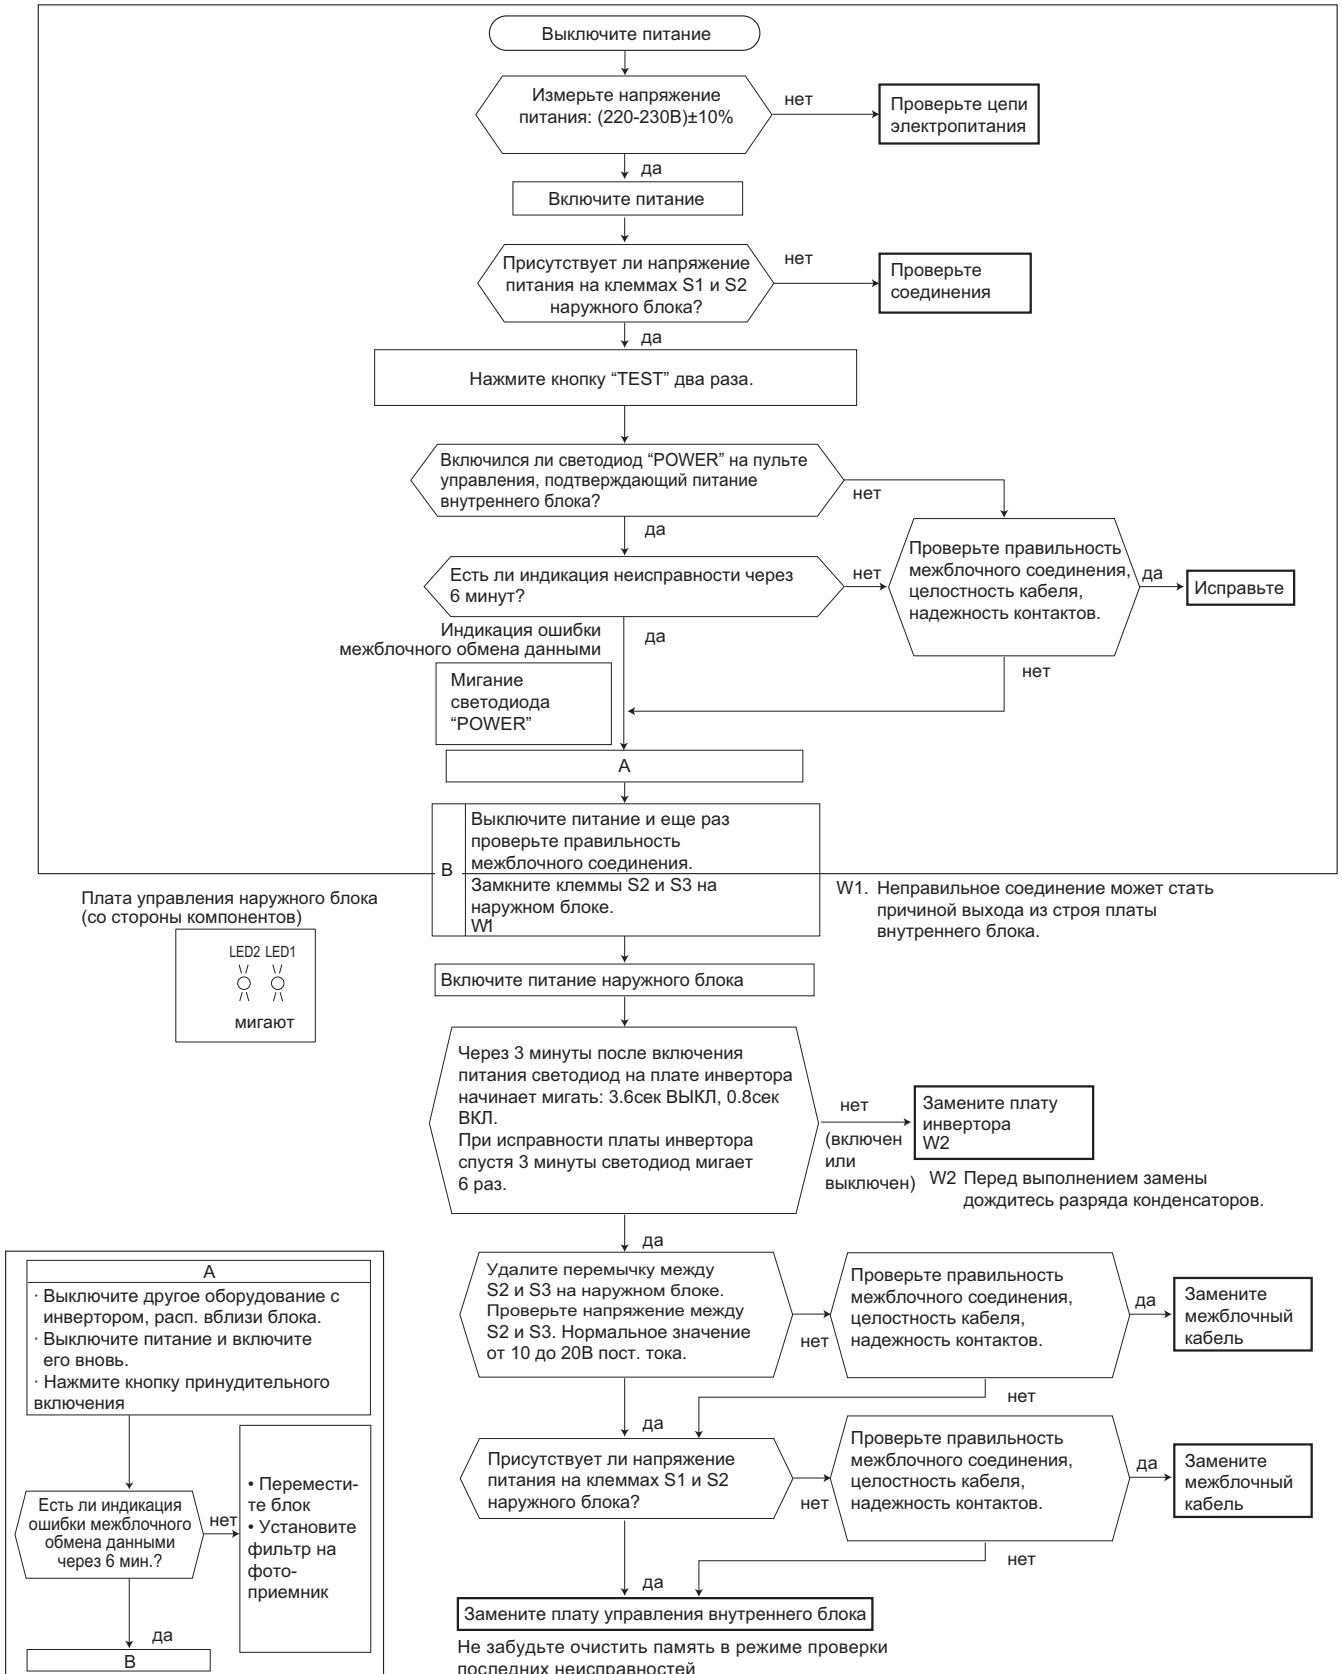 Выключите питание
Измерьте напряжение
питания: (220-230В)±10%
нет
Проверьте цепи
электропитания
да
Включите питание
Присутствует ли напряжение
питания на клеммах S1 и S2
наружного блока?
нет
Проверьте
соединения
да
Нажмите кнопку “TEST” два раза.
Включился ли светодиод “POWER” на пульте
управления, подтверждающий питание
внутреннего блока?
нет
да
Проверьте правильность
межблочного соединения,
целостность кабеля,
надежность контактов.
да
Исправьте
Есть ли индикация неисправности через
6 минут?
нет
Индикация ошибки
межблочного обмена данными
да
нет
Мигание
светодиода
“POWER”
A
B
Выключите питание и еще раз
проверьте правильность
межблочного соединения.
Замкните клеммы S2 и S3 на
наружном блоке.
W1
W1. Неправильное соединение может стать
причиной выхода из строя платы
внутреннего блока.
Плата управления наружного блока
(со стороны компонентов)
LED2 LED1
мигают
Включите питание наружного блока
Через 3 минуты после включения
питания светодиод на плате инвертора
начинает мигать: 3.6сек ВЫКЛ, 0.8сек
ВКЛ.
При исправности платы инвертора
спустя 3 минуты светодиод мигает
6 раз.
нет
(включен
или
выключен)
Замените плату
инвертора
W2
W2 Перед выполнением замены
дождитесь разряда конденсаторов.
да
Удалите перемычку между
S2 и S3 на наружном блоке.
Проверьте напряжение между
S2 и S3. Нормальное значение
от 10 до 20В пост. тока.
нет
Проверьте правильность
межблочного соединения,
целостность кабеля,
надежность контактов.
да
Замените
межблочный
кабель
нет
да
Присутствует ли напряжение
питания на клеммах S1 и S2
наружного блока?
нет
Проверьте правильность
межблочного соединения,
целостность кабеля,
надежность контактов.
да
Замените
межблочный
кабель
нет
да
Замените плату управления внутреннего блока
Не забудьте очистить память в режиме проверки
последних неисправностей
A
· Выключите другое оборудование с
инвертором, расп. вблизи блока.
· Выключите питание и включите
его вновь.
· Нажмите кнопку принудительного
включения
Есть ли индикация
ошибки межблочного
обмена данными
через 6 мин.?
нет
• Перемести-
те блок
• Установите
фильтр на
фото-
приемник
да
B